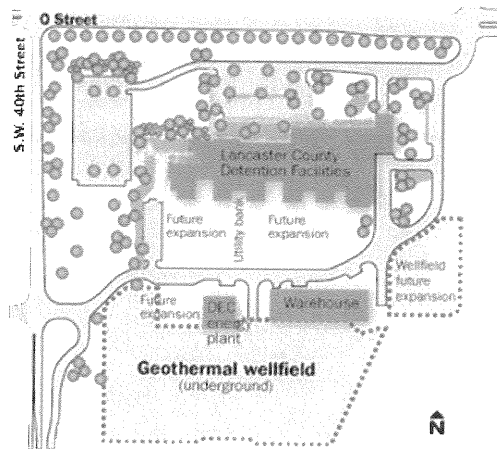 O Street
S.W. 40th Street
Lancaster County
Detention Facilities
Future
expansion
Utility bank
Future
expansion
Wellfield
future
expansion
Future
expansion
DEC
energy
plant
Warehouse
Geothermal wellfield
(underground)
N